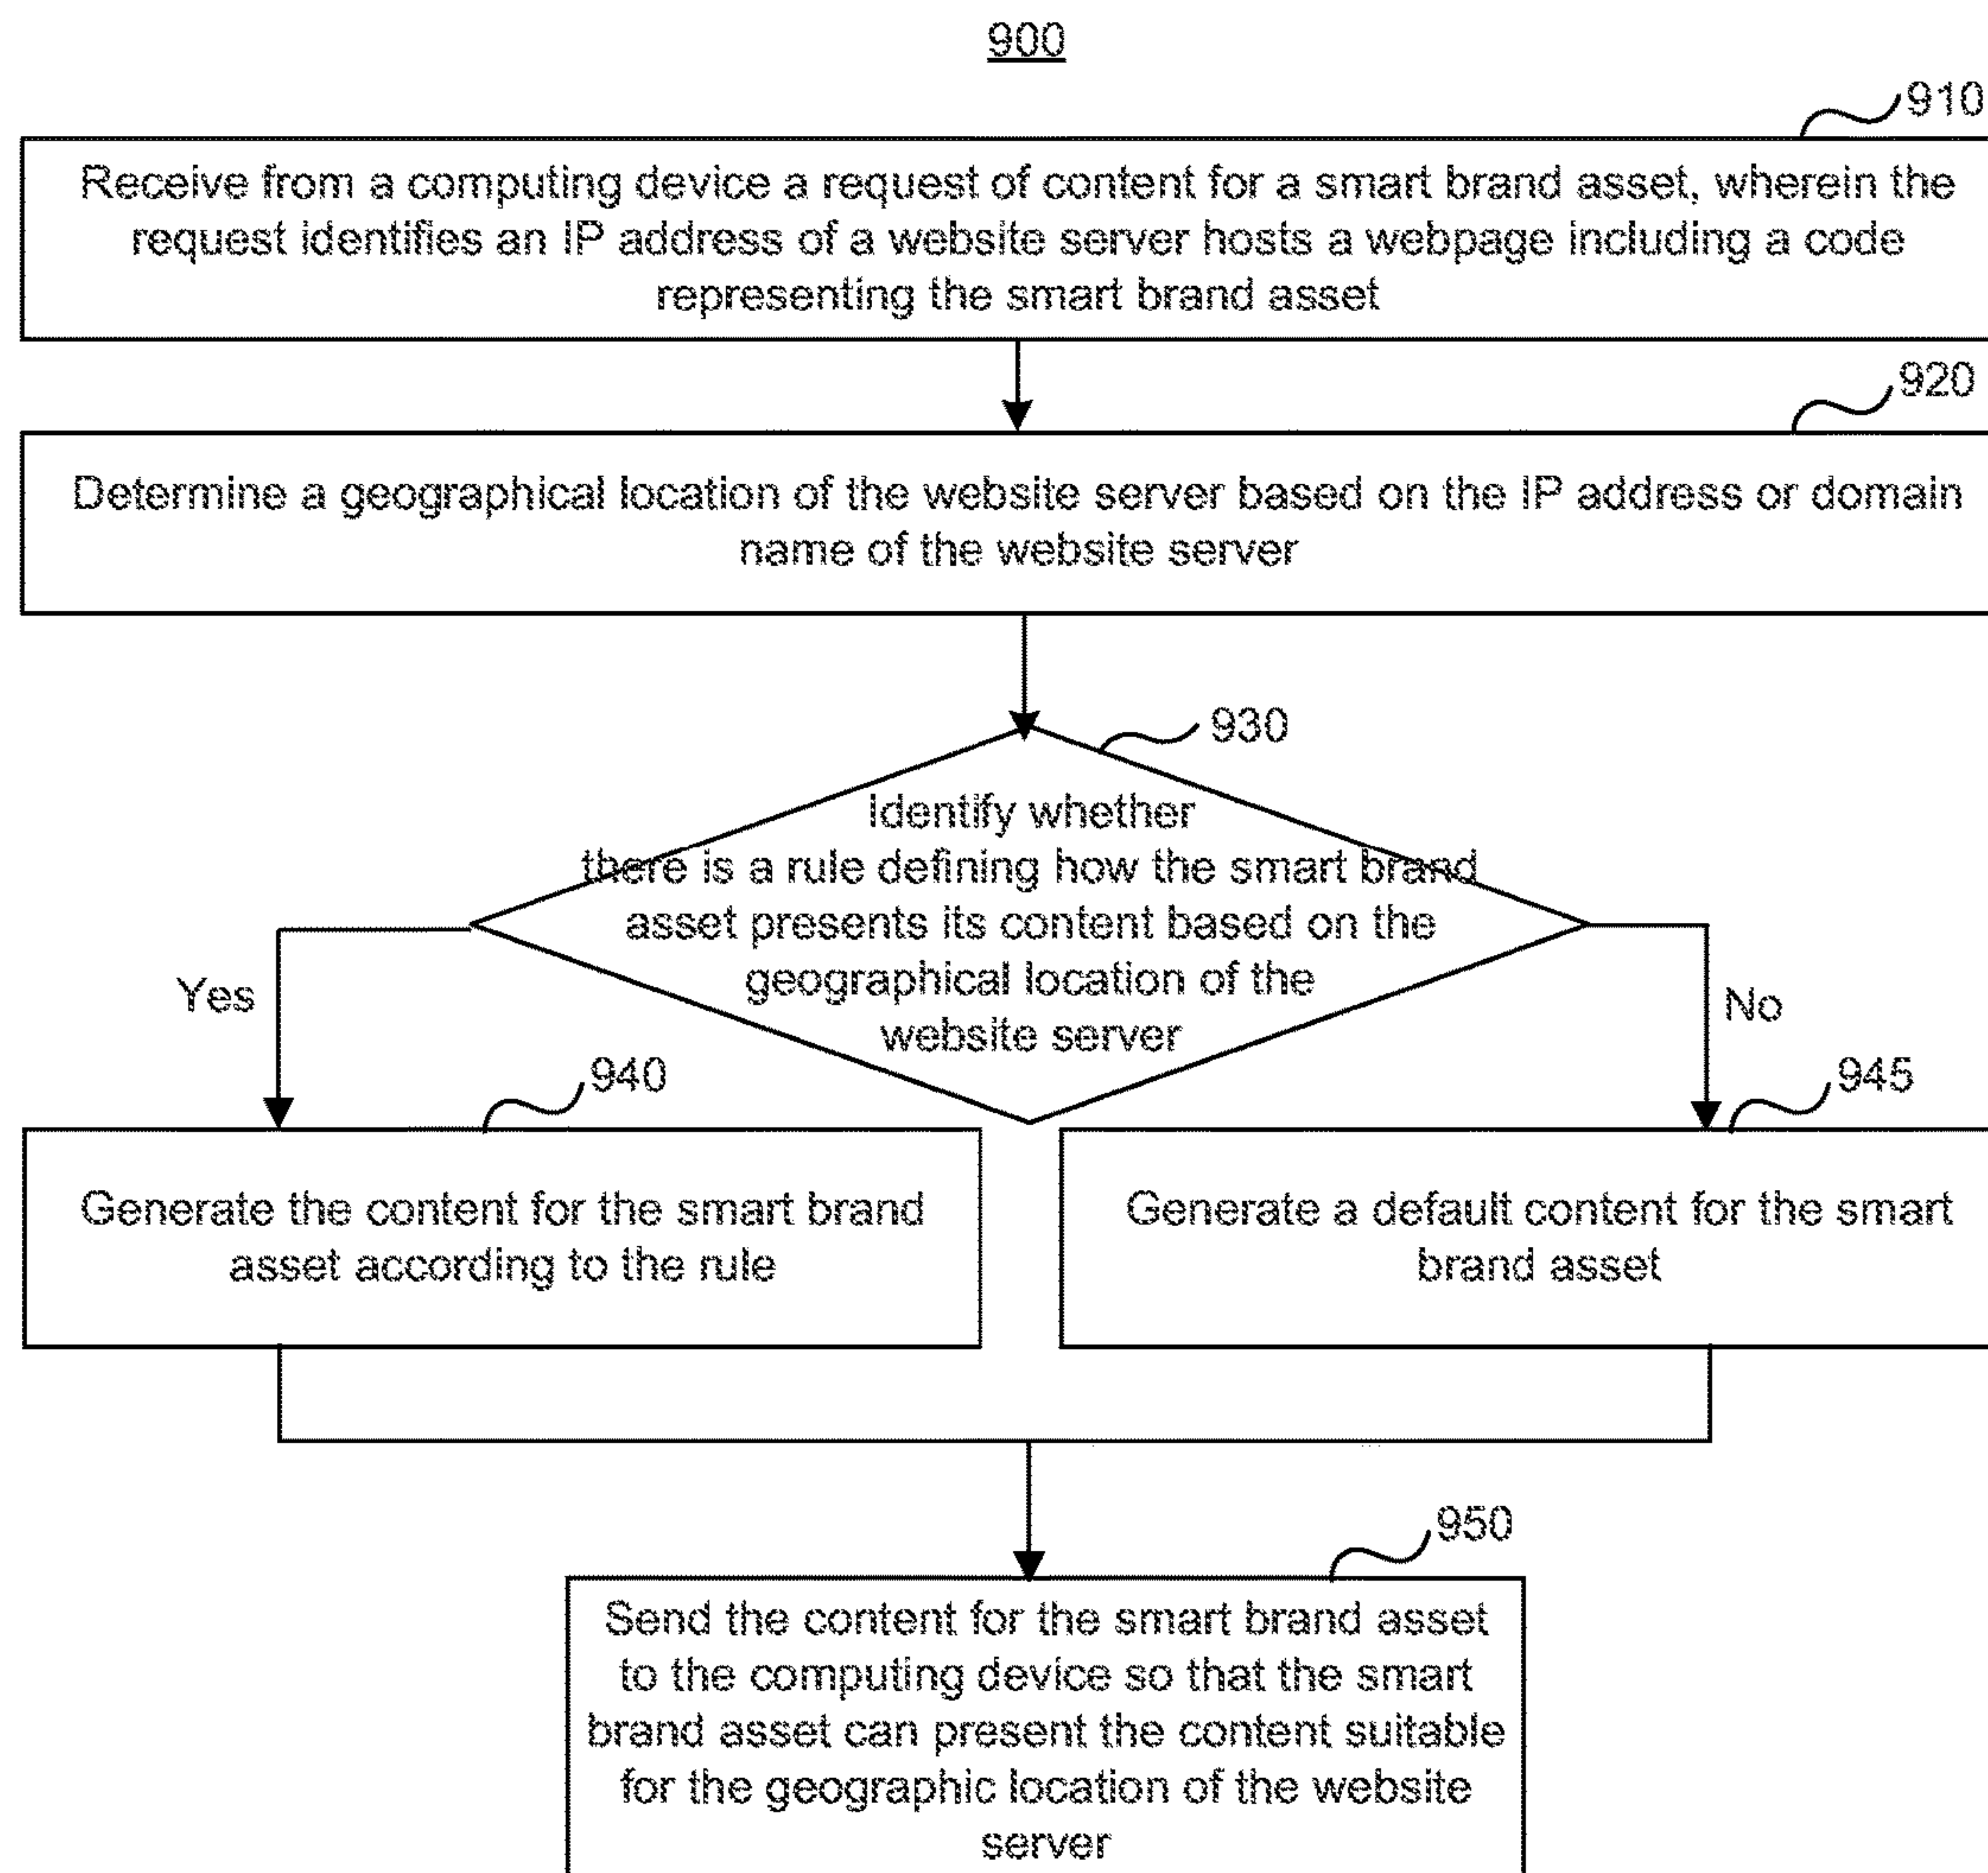 900
910
Receive from a computing device a request of content for a smart brand asset, wherein the
request identifies an IP address of a website server hosts a webpage including a code
representing the smart brand asset
920
Determine a geographical location of the website server based on the IP address or domain
name of the website server
930
Identify whether
there is a rule defining how the smart brand
asset presents its content based on the
geographical location of the
website server
Yes
No
940
Generate the content for the smart brand
asset according to the rule
945
Generate a default content for the smart
brand asset
950
Send the content for the smart brand asset
to the computing device so that the smart
brand asset can present the content suitable
for the geographic location of the website
server